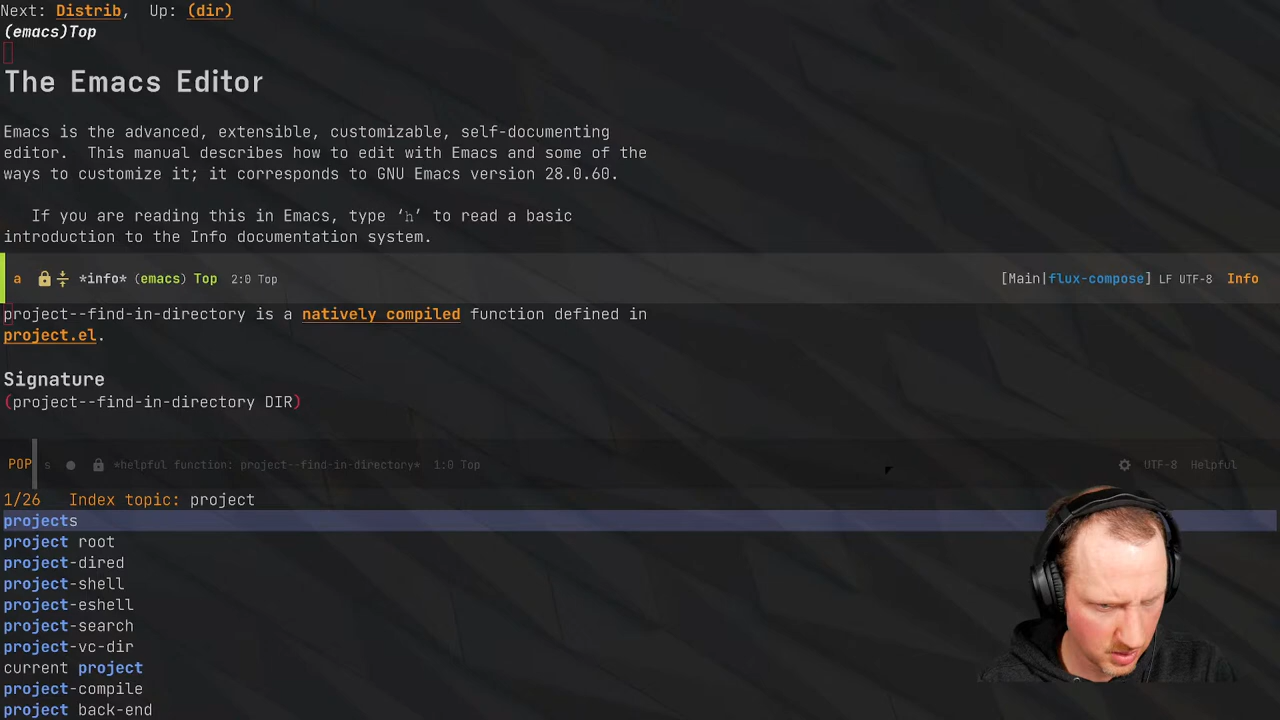 Next: Distrib,  Up: (dir)
(emacs)Top
The Emacs Editor
Emacs is the advanced, extensible, customizable, self-documenting
editor.  This manual describes how to edit with Emacs and some of the
ways to customize it; it corresponds to GNU Emacs version 28.0.60.
If you are reading this in Emacs, type ‘h’ to read a basic
introduction to the Info documentation system.
a *info* (emacs) Top 2:0 Top [Main|flux-compose] LF UTF-8 Info
project--find-in-directory is a natively compiled function defined in
project.el.
Signature
(project--find-in-directory DIR)
POP s *helpful function: project--find-in-directory* 1:0 Top UTF-8 Helpful
1/26 Index topic: project
projects
project root
project-dired
project-shell
project-eshell
project-search
project-vc-dir
current project
project-compile
project back-end